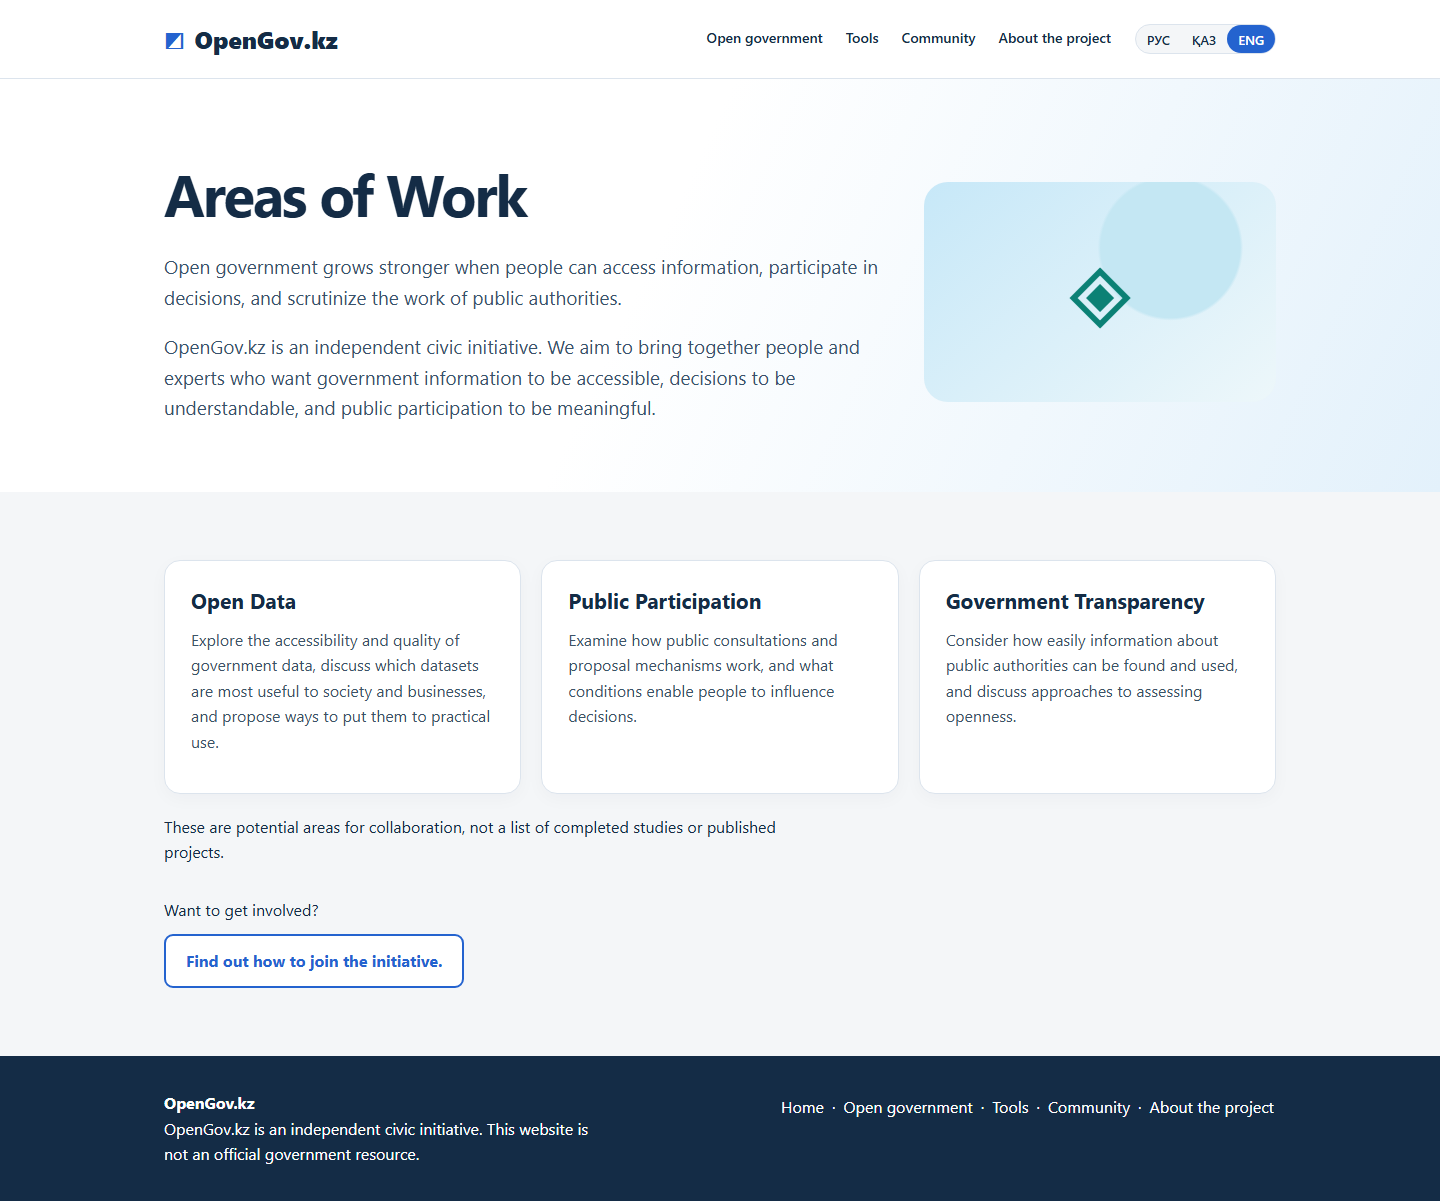 OpenGov.kz
Open government
Tools
Community
About the project
РУС
ҚАЗ
ENG
Areas of Work
Open government grows stronger when people can access information, participate in
decisions, and scrutinize the work of public authorities.
OpenGov.kz is an independent civic initiative. We aim to bring together people and
experts who want government information to be accessible, decisions to be
understandable, and public participation to be meaningful.
Open Data
Explore the accessibility and quality of
government data, discuss which datasets
are most useful to society and businesses,
and propose ways to put them to practical
use.
Public Participation
Examine how public consultations and
proposal mechanisms work, and what
conditions enable people to influence
decisions.
Government Transparency
Consider how easily information about
public authorities can be found and used,
and discuss approaches to assessing
openness.
These are potential areas for collaboration, not a list of completed studies or published
projects.
Want to get involved?
Find out how to join the initiative.
OpenGov.kz
OpenGov.kz is an independent civic initiative. This website is
not an official government resource.
Home · Open government · Tools · Community · About the project